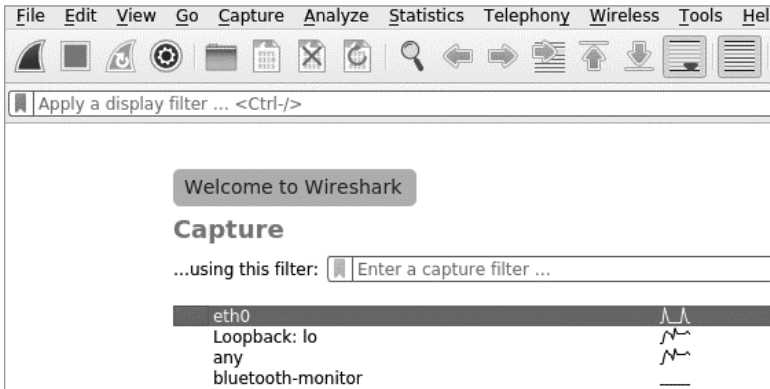 File Edit View Go Capture Analyze Statistics Telephony Wireless Tools Hel
Apply a display filter ... <Ctrl-/>
Welcome to Wireshark
Capture
...using this filter: Enter a capture filter ...
eth0
Loopback: lo
any
bluetooth-monitor